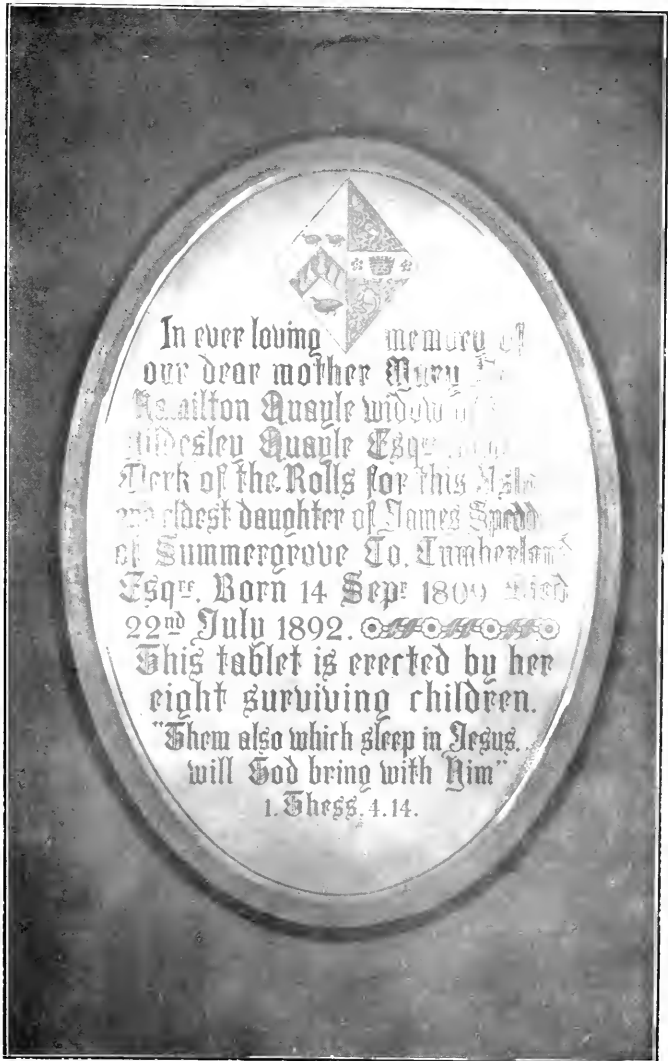 In ever loving memory of
our dear mother Mary
Hamilton Quayle widow of
Quayle Esqre
Clerk of the Rolls for this Isle
and eldest daughter of James
of Summergrove Co. Cumberland
Esqre. Born 14 Sepr Died
22nd July 1892.
This tablet is erected by her
eight surviving children.
"Them also which sleep in Jesus.
will God bring with Him"
1. Thess. 4.14.